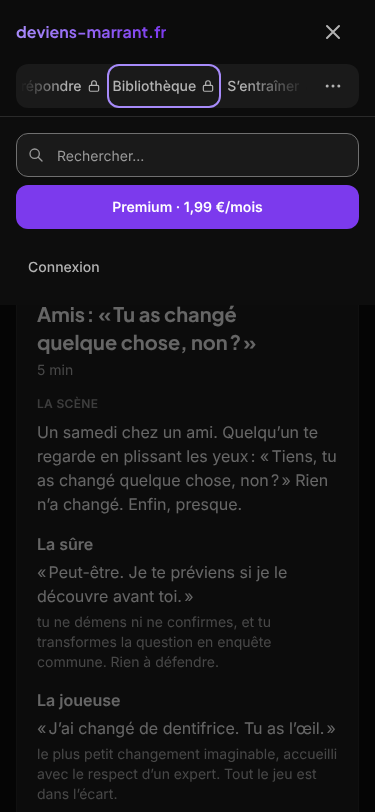 deviens-marrant.fr
épondre Bibliothèque S'entraîner ...
Rechercher...
Premium · 1,99 €/mois
Connexion
Amis : « Tu as changé
quelque chose, non ? »
5 min
LA SCÈNE
Un samedi chez un ami. Quelqu'un te
regarde en plissant les yeux : « Tiens, tu
as changé quelque chose, non ? » Rien
n'a changé. Enfin, presque.
La sûre
« Peut-être. Je te préviens si je le
découvre avant toi. »
tu ne démens ni ne confirmes, et tu
transformes la question en enquête
commune. Rien à défendre.
La joueuse
« J'ai changé de dentifrice. Tu as l'œil. »
le plus petit changement imaginable, accueilli
avec le respect d'un expert. Tout le jeu est
dans l'écart.